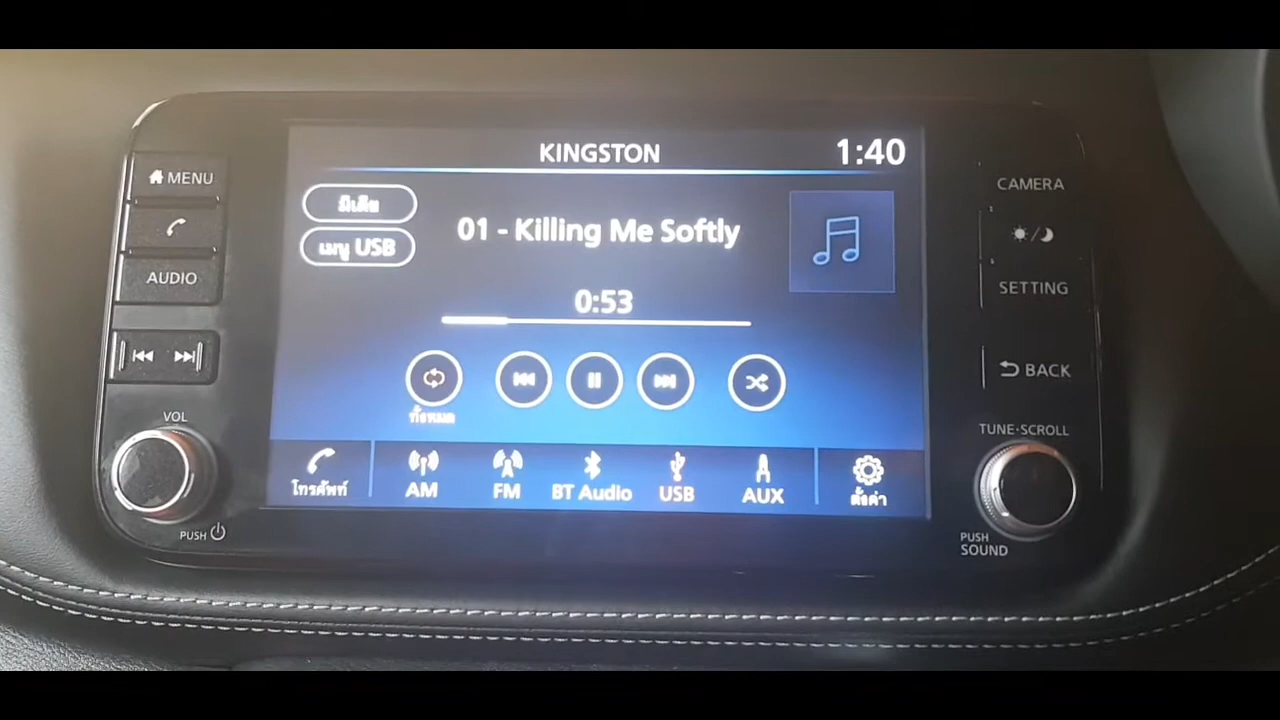 KINGSTON
1:40
MENU
มีเดีย
CAMERA
01 - Killing Me Softly
เมนู USB
AUDIO
SETTING
0:53
BACK
ทั้งหมด
VOL
TUNE·SCROLL
โทรศัพท์
AM
FM
BT Audio
USB
AUX
ตั้งค่า
PUSH
PUSH
SOUND